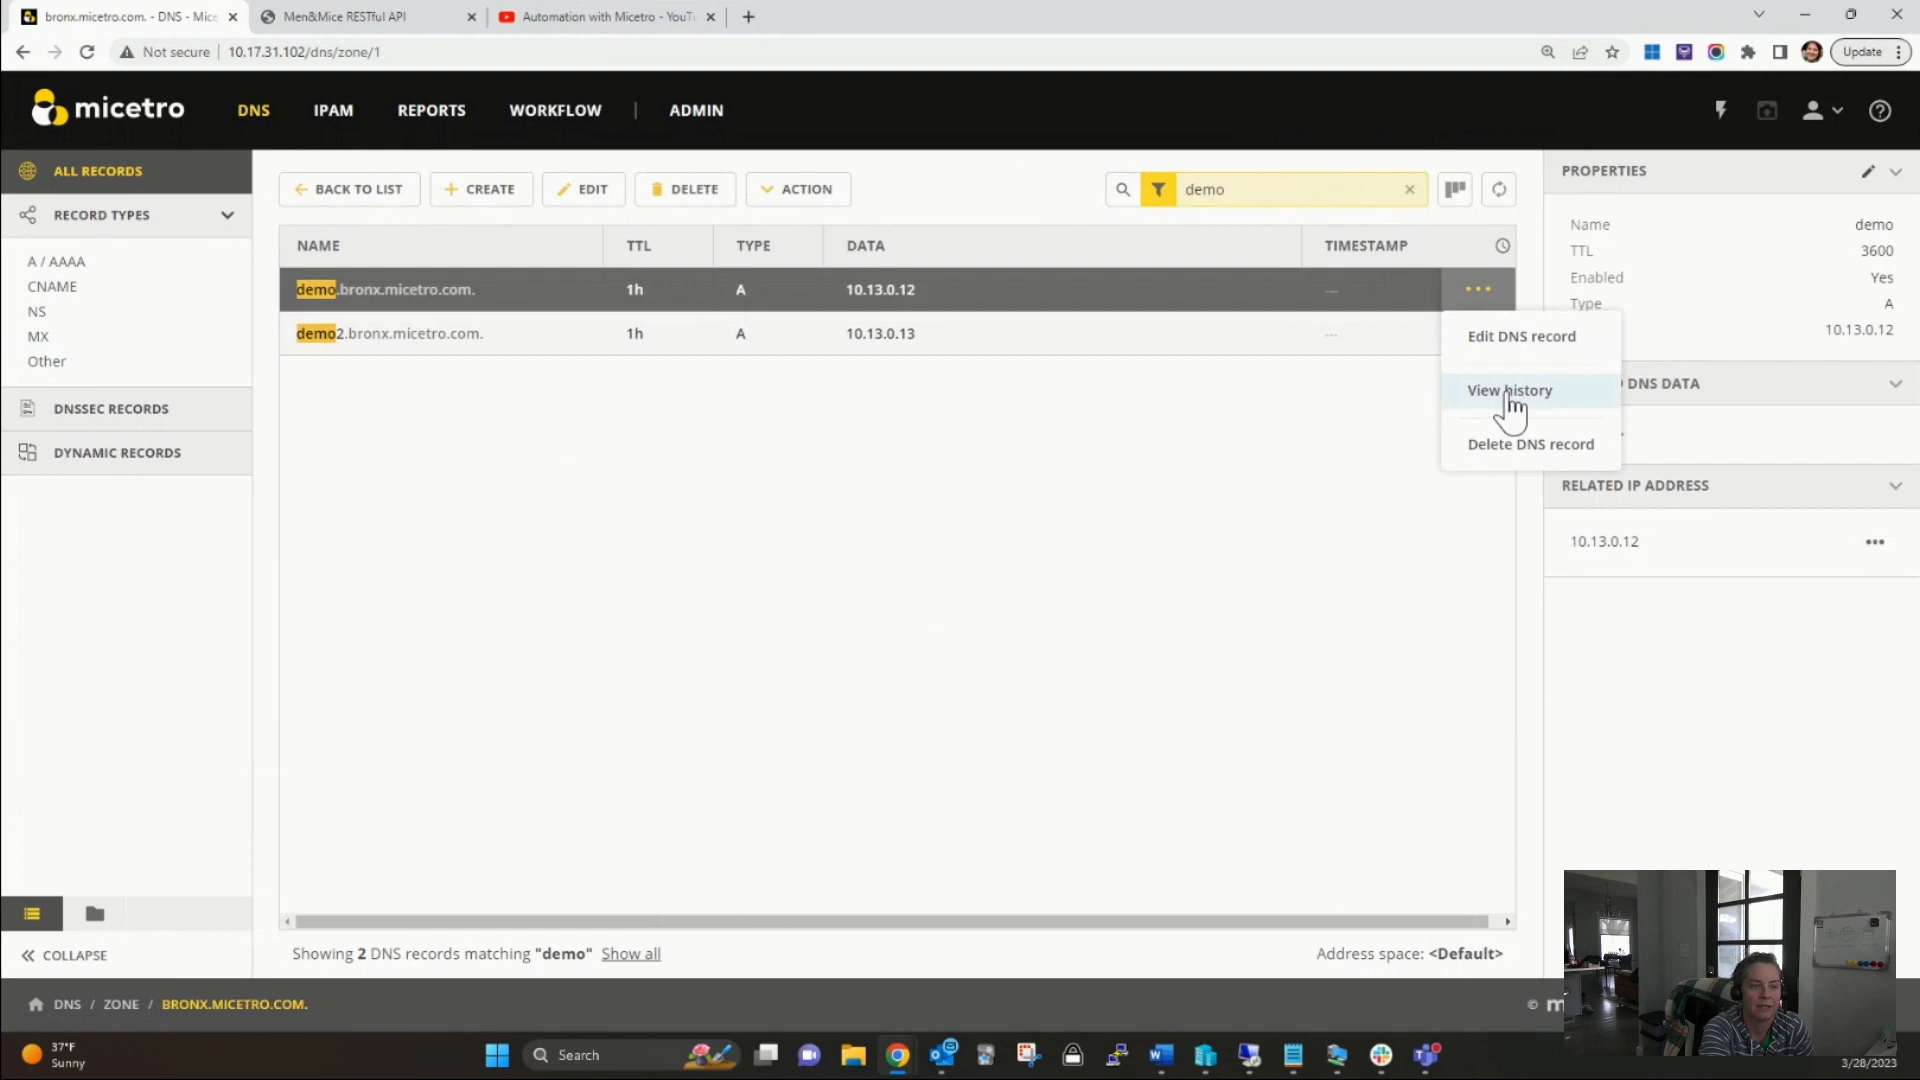 bronx.micetro.com. - DNS - Mice
Men&Mice RESTful API
Automation with Micetro - YouTu
Not secure
10.17.31.102/dns/zone/1
Update
micetro
DNS
IPAM
REPORTS
WORKFLOW
ADMIN
ALL RECORDS
RECORD TYPES
A / AAAA
CNAME
NS
MX
Other
DNSSEC RECORDS
DYNAMIC RECORDS
COLLAPSE
BACK TO LIST
CREATE
EDIT
DELETE
ACTION
demo
NAME TTL TYPE DATA TIMESTAMP
demo.bronx.micetro.com. 1h A 10.13.0.12 ---
demo2.bronx.micetro.com. 1h A 10.13.0.13 ---
Edit DNS record
View history
Delete DNS record
PROPERTIES
Name demo
TTL 3600
Enabled Yes
Type A
10.13.0.12
DNS DATA
RELATED IP ADDRESS
10.13.0.12
Showing 2 DNS records matching "demo" Show all
Address space: <Default>
DNS / ZONE / BRONX.MICETRO.COM.
© m
37°F
Sunny
Search
3/28/2023